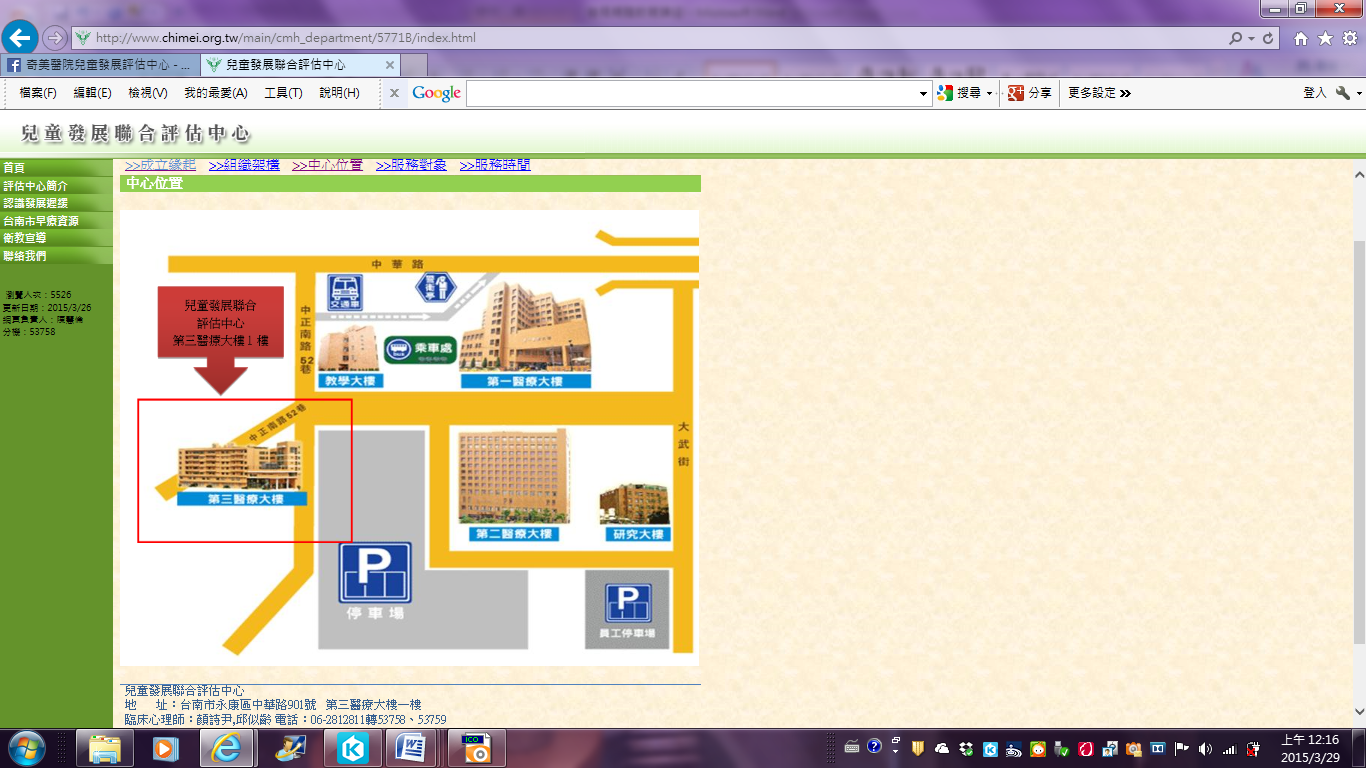 http://www.chimei.org.tw/main/cmh_department/5771B/index.html
奇美醫院兒童發展評估中心 - ...
兒童發展聯合評估中心
檔案(F) 編輯(E) 檢視(V) 我的最愛(A) 工具(T) 說明(H)
x Google 搜尋 分享 更多設定 >> 登入
兒童發展聯合評估中心
首頁
評估中心簡介
認識發展遲緩
台南市早療資源
衛教宣導
聯絡我們
瀏覽人次：5526
更新日期：2015/3/26
網頁負責人：陳慧倫
分機：53758
>>成立緣起 >>組織架構 >>中心位置 >>服務對象 >>服務時間
中心位置
中華路
交通車
警衛亭
兒童發展聯合
評估中心
第三醫療大樓1樓
中正南路52巷
BUS 乘車處
教學大樓
第一醫療大樓
中正南路52巷
大武街
第三醫療大樓
第二醫療大樓
研究大樓
P
停車場
P
員工停車場
兒童發展聯合評估中心
地 址：台南市永康區中華路901號 第三醫療大樓一樓
臨床心理師：顏詩尹,邱似齡 電話：06-2812811轉53758、53759
上午 12:16
2015/3/29